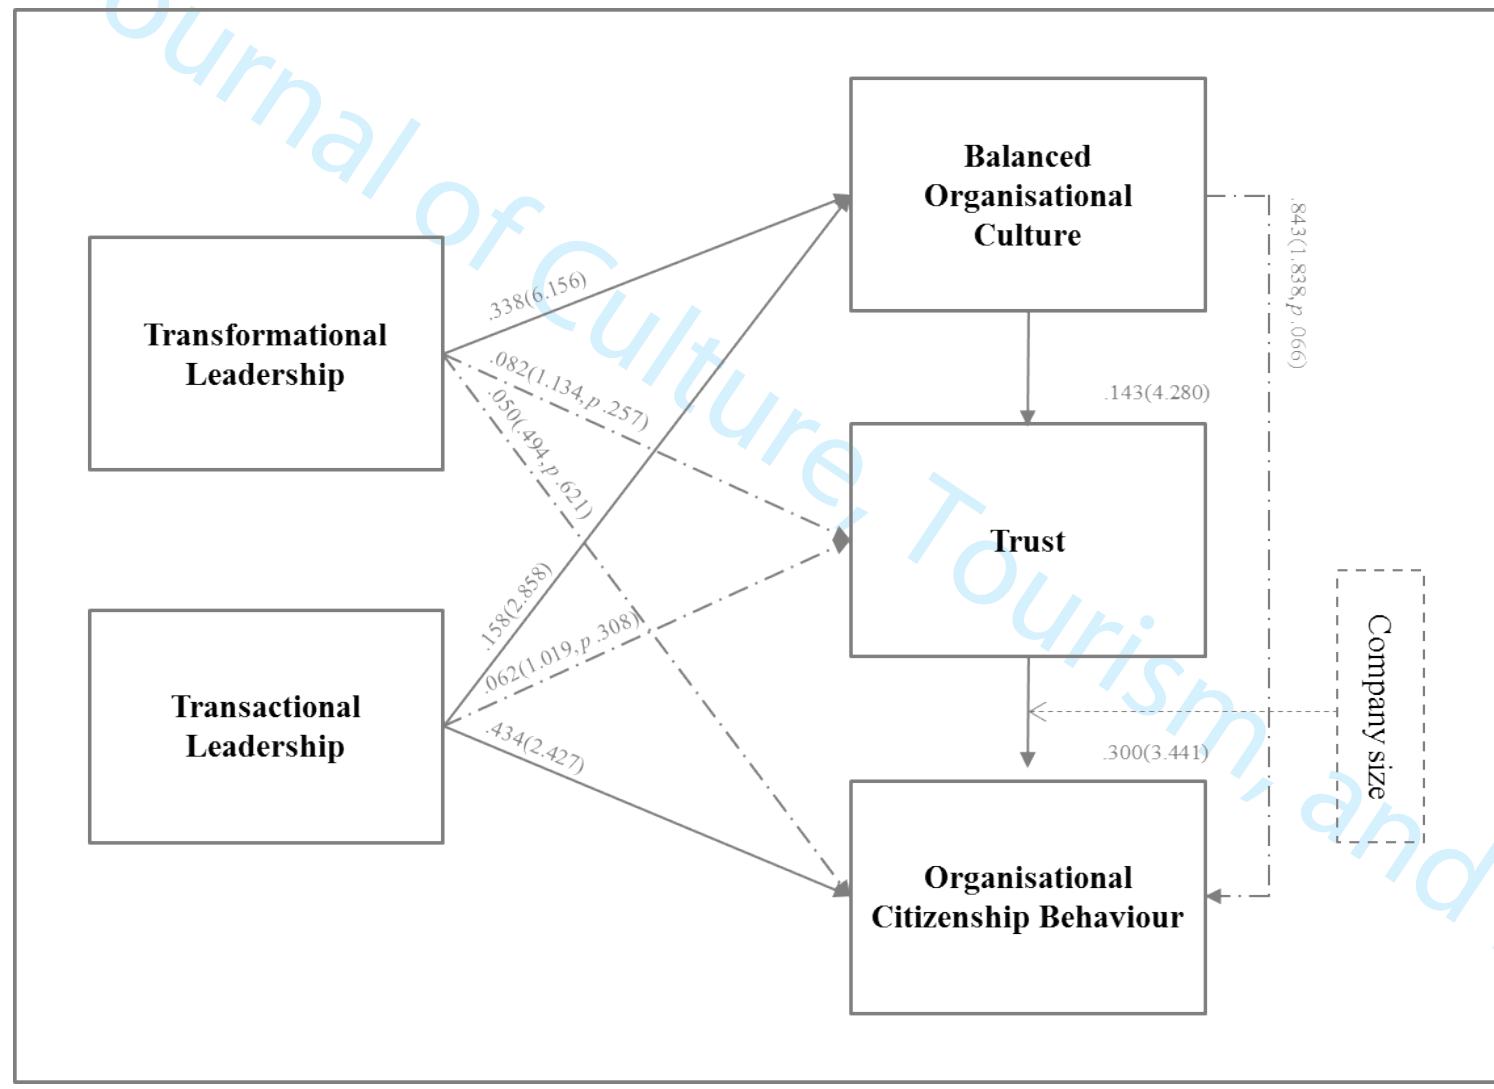 ournal of Culture, Tourism, and
Balanced
Organisational
Culture
.843(1.838, p .066)
.338(6.156)
Transformational
Leadership
.082(1.134, p .257)
.050(.494, p .621)
.143(4.280)
Trust
.158(2.858)
.062(1.019, p .308)
Company size
Transactional
Leadership
.434(2.427)
.300(3.441)
Organisational
Citizenship Behaviour